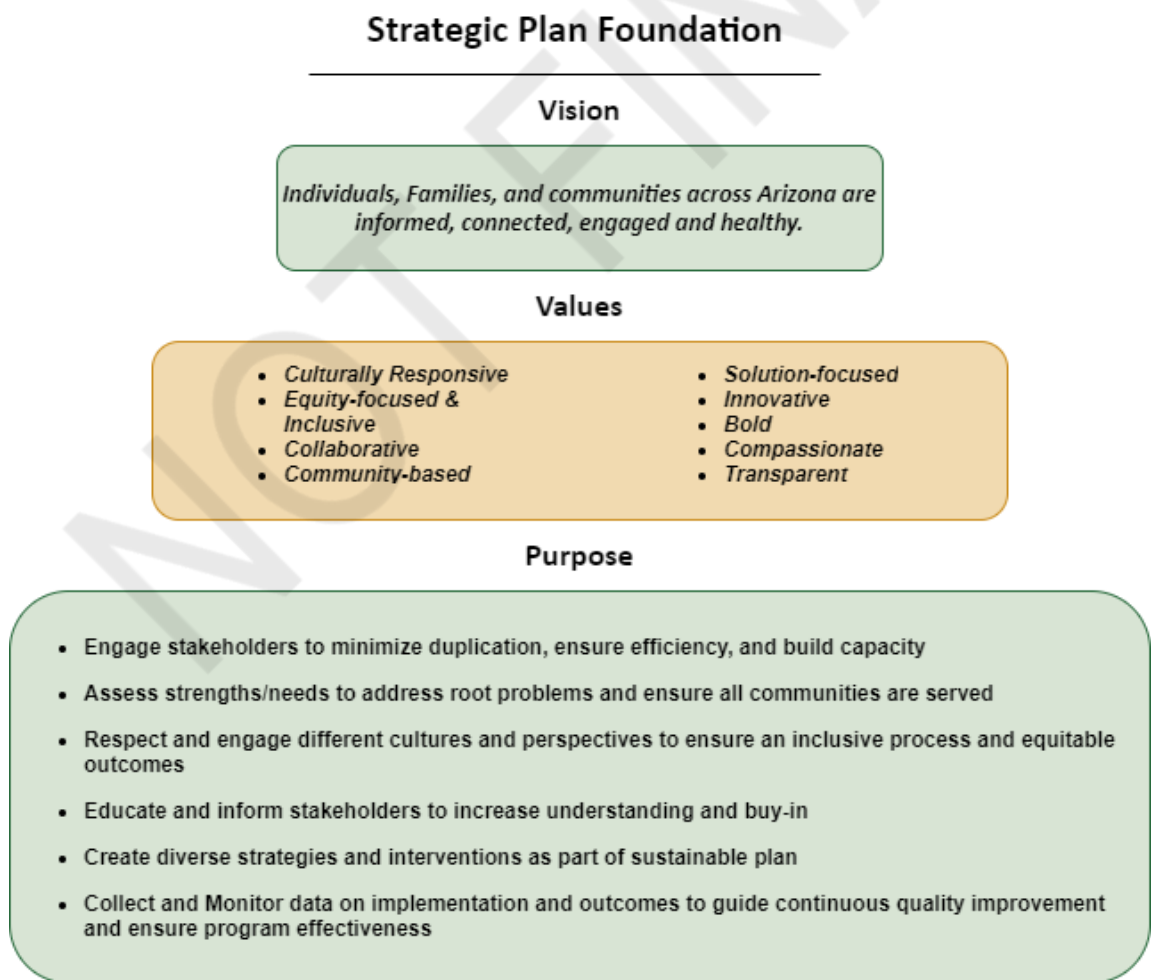 Strategic Plan Foundation
Vision
Individuals, Families, and communities across Arizona are
informed, connected, engaged and healthy.
Values
• Culturally Responsive
• Equity-focused &
Inclusive
• Collaborative
• Community-based
• Solution-focused
• Innovative
• Bold
• Compassionate
• Transparent
Purpose
• Engage stakeholders to minimize duplication, ensure efficiency, and build capacity
• Assess strengths/needs to address root problems and ensure all communities are served
• Respect and engage different cultures and perspectives to ensure an inclusive process and equitable
outcomes
• Educate and inform stakeholders to increase understanding and buy-in
• Create diverse strategies and interventions as part of sustainable plan
• Collect and Monitor data on implementation and outcomes to guide continuous quality improvement
and ensure program effectiveness
NOT